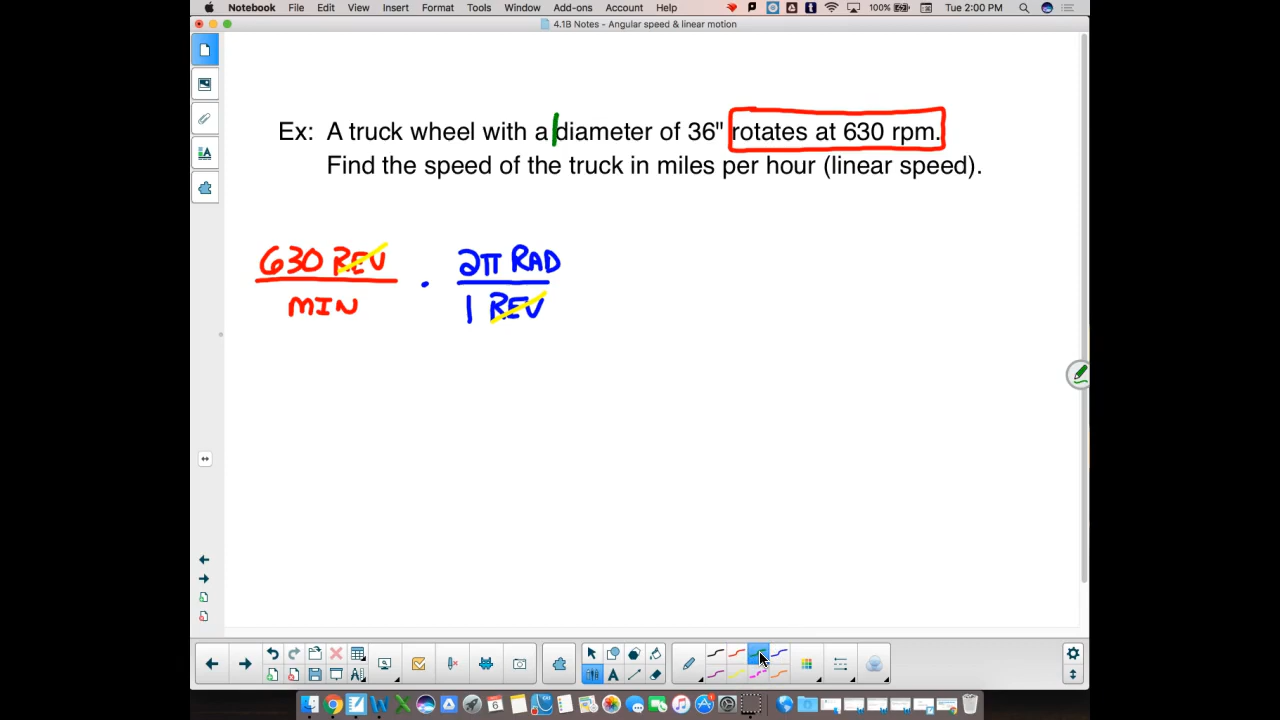 Notebook File Edit View Insert Format Tools Window Add-ons Account Help 100% Tue 2:00 PM
4.1B Notes - Angular speed & linear motion
Ex: A truck wheel with a diameter of 36" rotates at 630 rpm.
Find the speed of the truck in miles per hour (linear speed).
630 REV · 2π RAD
MIN 1 REV